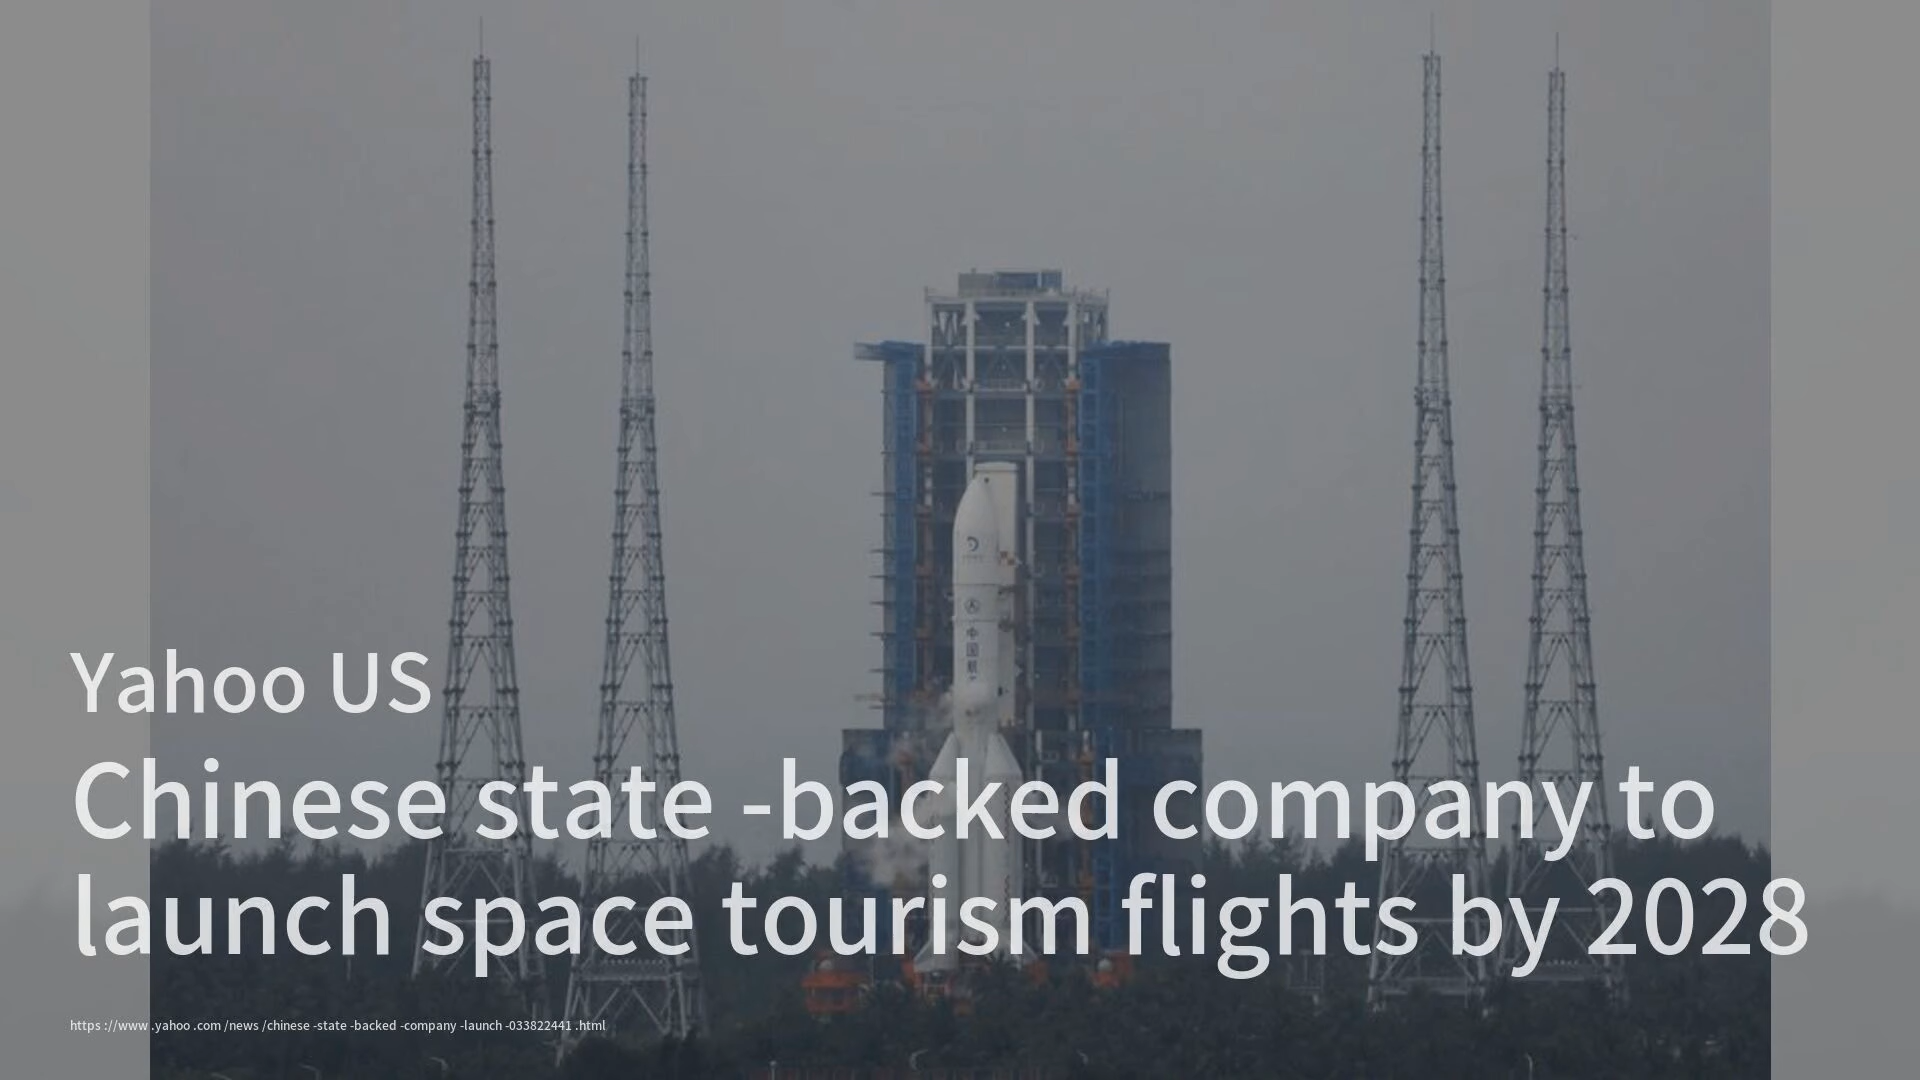 中
国
航
Yahoo US
Chinese state -backed company to
launch space tourism flights by 2028
https ://www .yahoo .com /news /chinese -state -backed -company -launch -033822441 .html